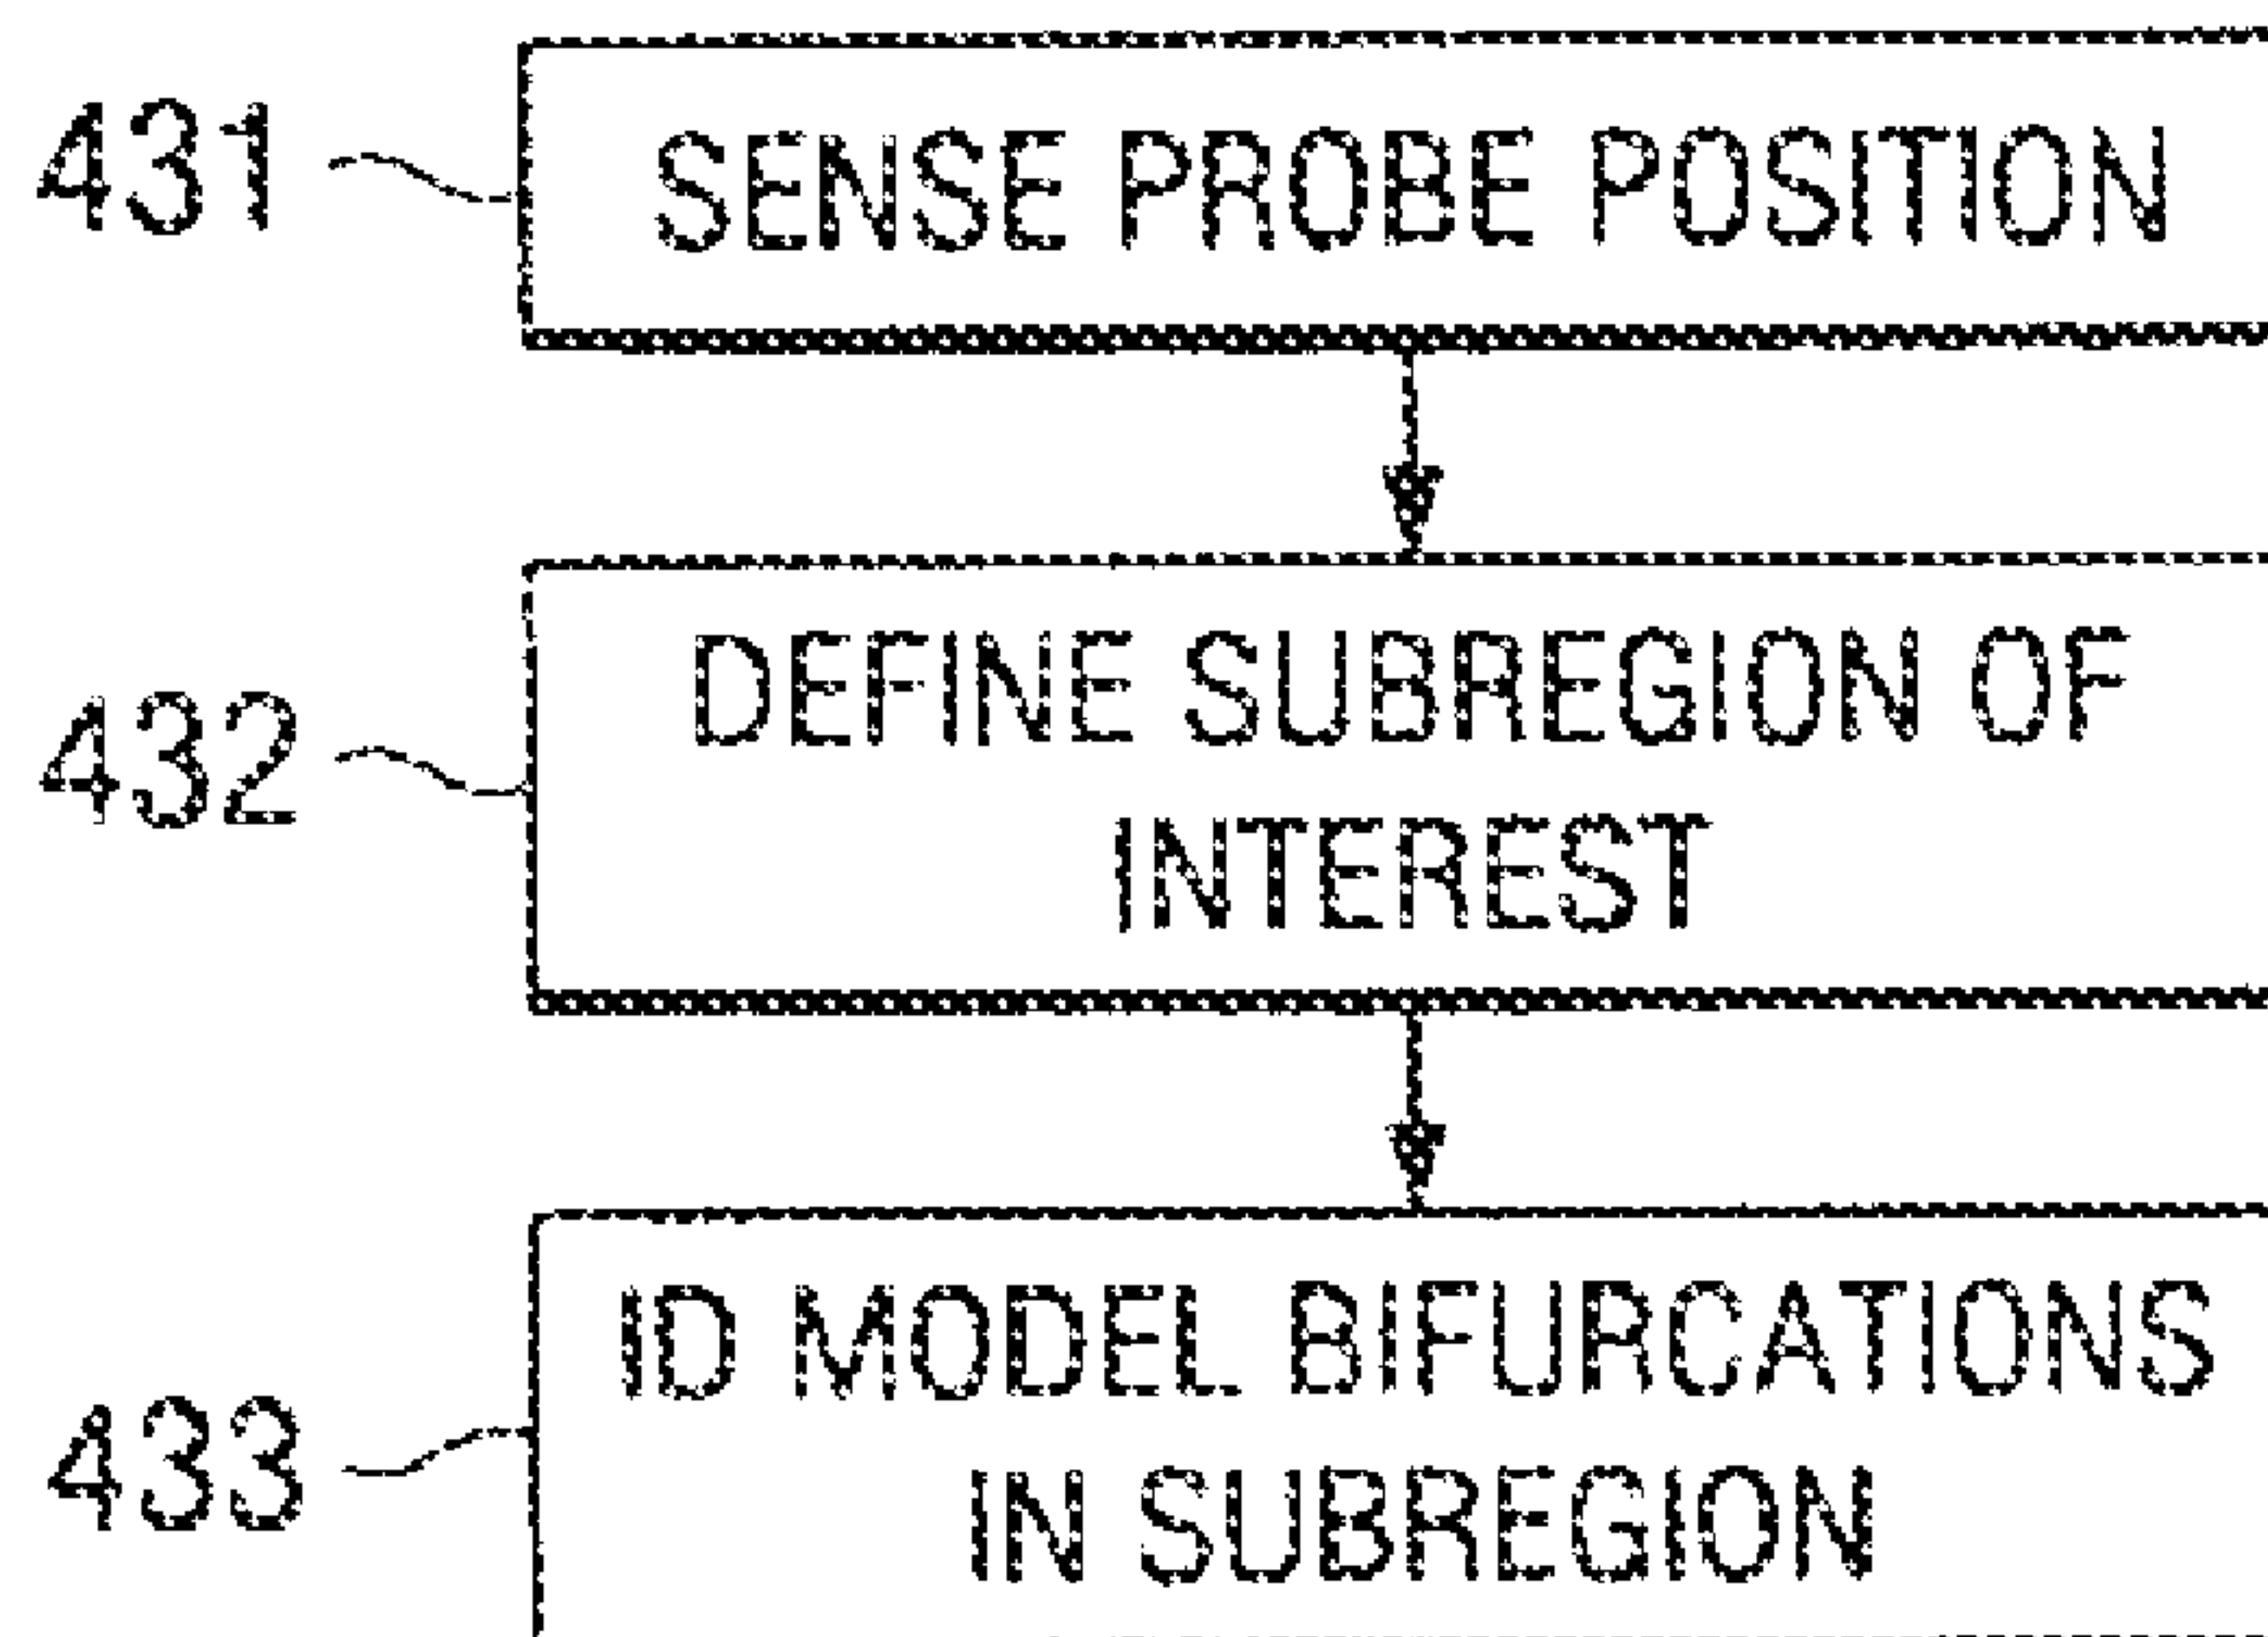 431
SENSE PROBE POSITION
432
DEFINE SUBREGION OF
INTEREST
433
ID MODEL BIFURCATIONS
IN SUBREGION